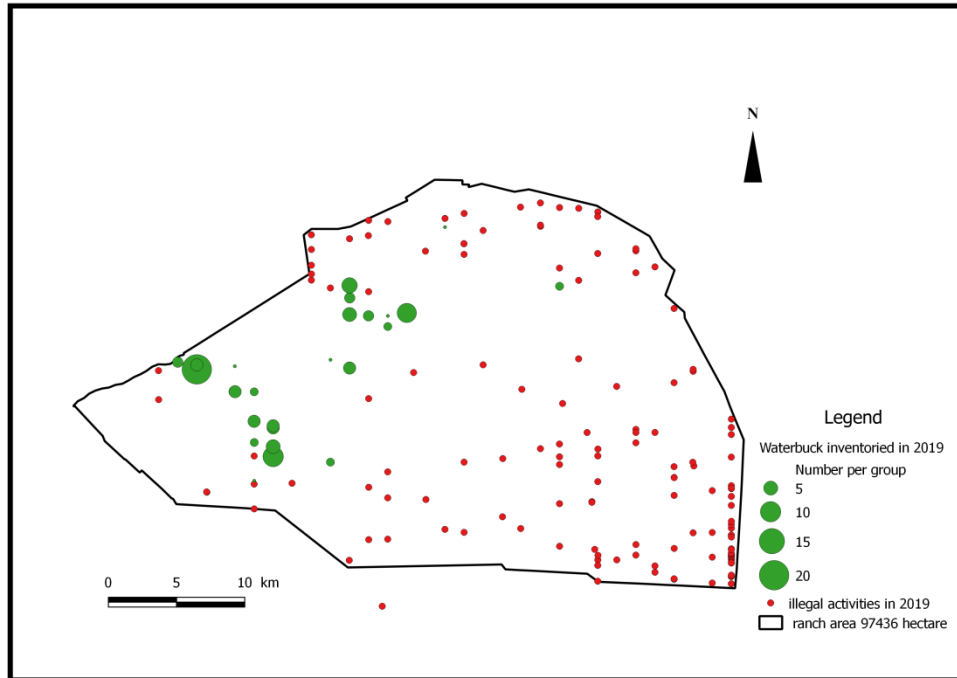 N
Legend
Waterbuck inventoried in 2019
Number per group
5
10
15
20
illegal activities in 2019
ranch area 97436 hectare
0 5 10 km